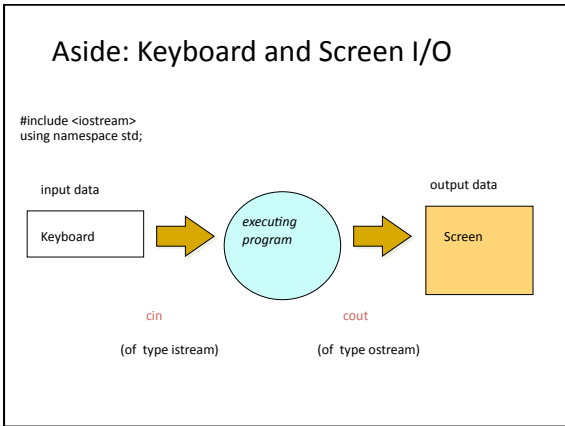 Aside: Keyboard and Screen I/O
#include <iostream>
using namespace std;
input data
output data
Keyboard
executing
program
Screen
cin
cout
(of type istream)
(of type ostream)